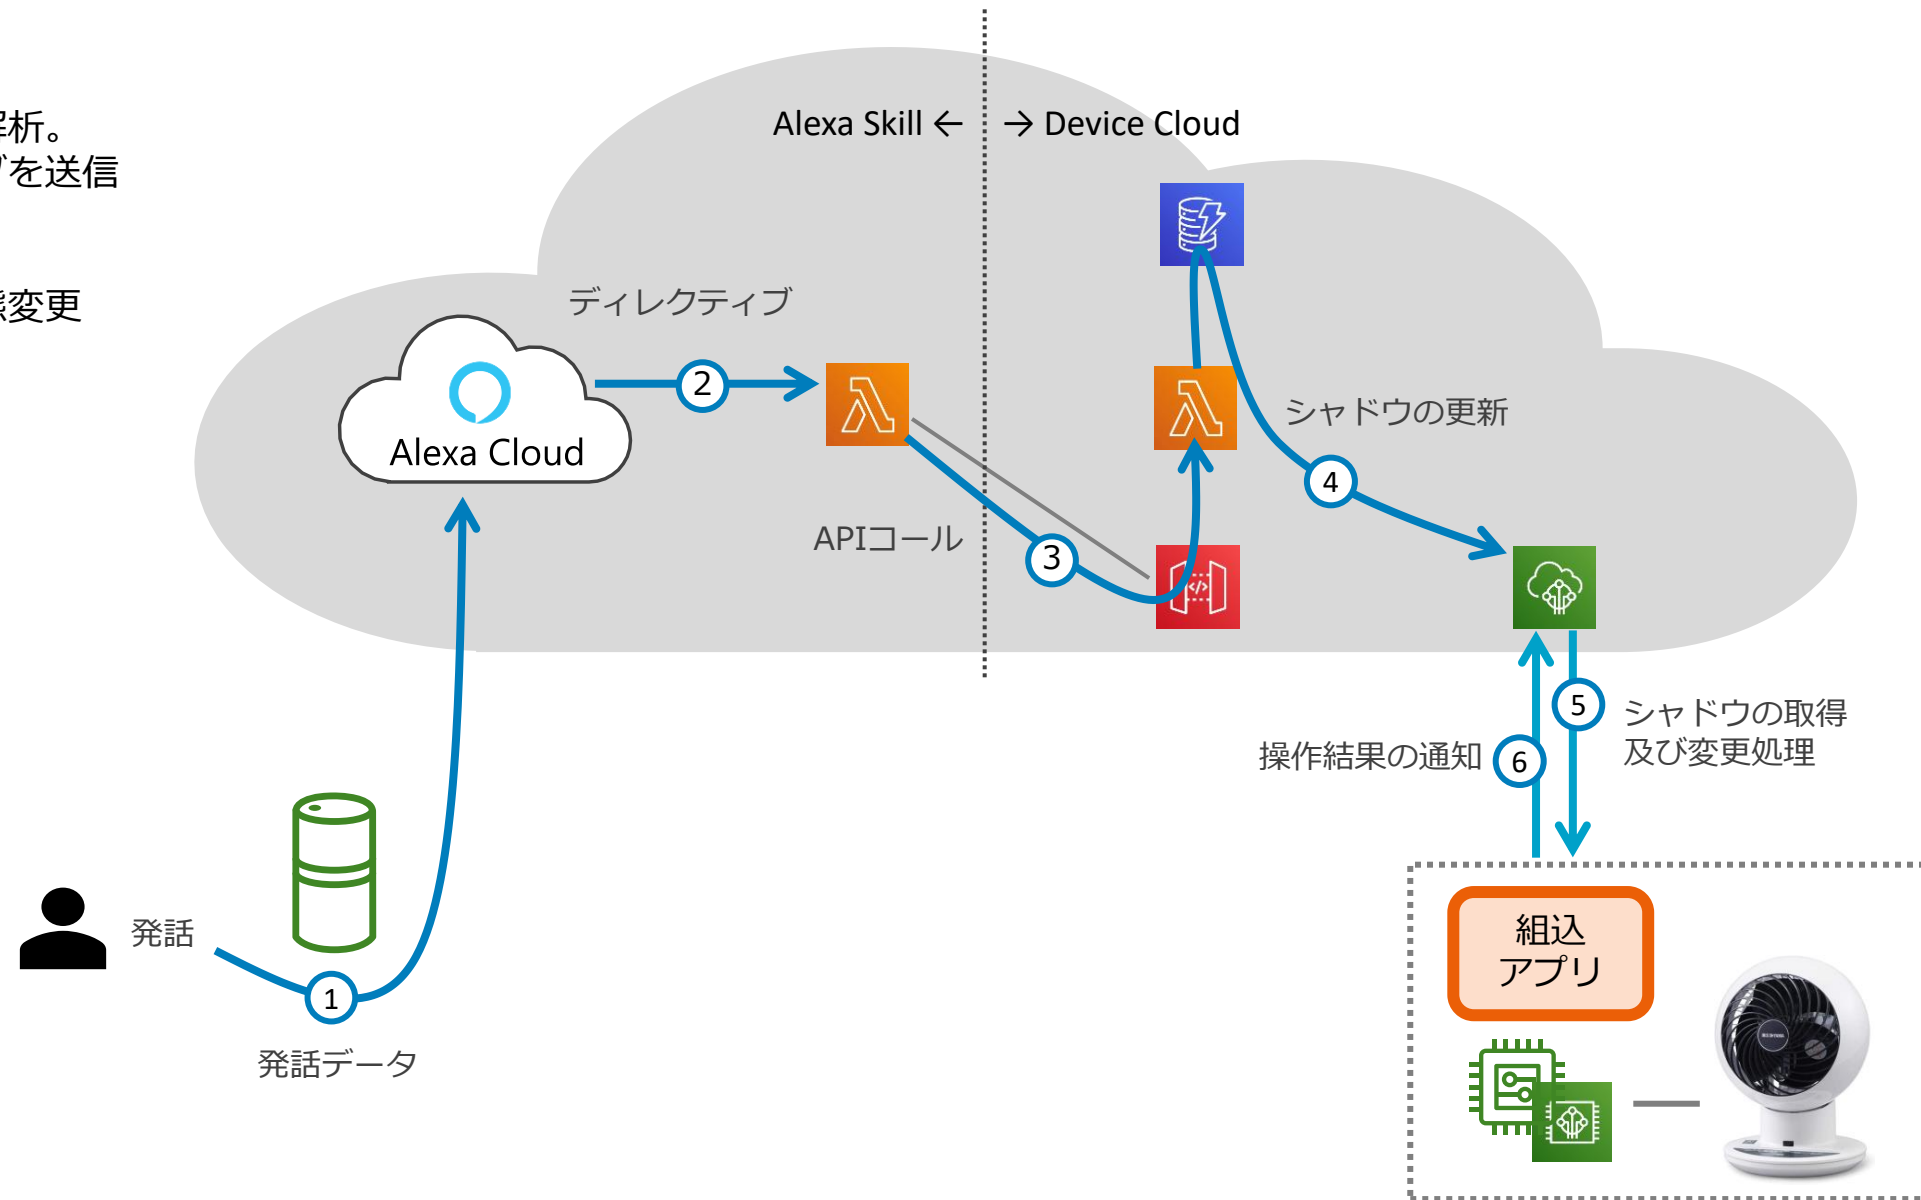 解析。
ブを送信
態変更
Alexa Skill ← → Device Cloud
ディレクティブ
2
Alexa Cloud
シャドウの更新
4
APIコール
3
5
シャドウの取得
及び変更処理
操作結果の通知
6
発話
1
発話データ
組込
アプリ